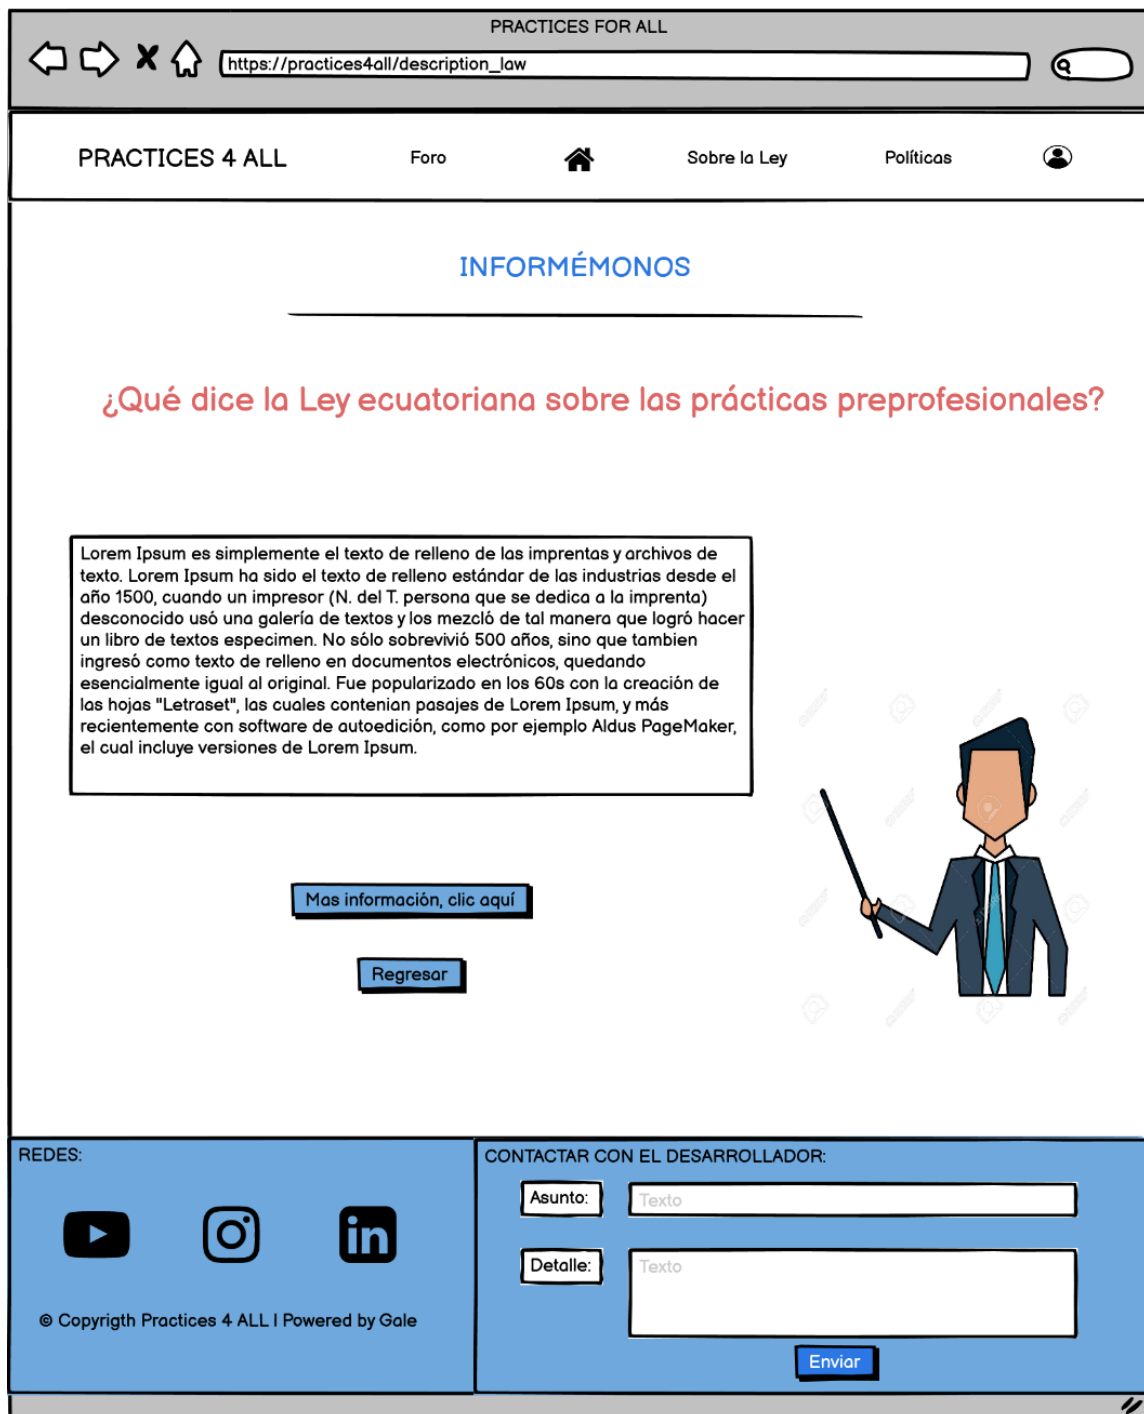 PRACTICES FOR ALL
https://practices4all/description_law
PRACTICES 4 ALL
Foro
Sobre la Ley
Políticas
INFORMÉMONOS
¿Qué dice la Ley ecuatoriana sobre las prácticas preprofesionales?
Lorem Ipsum es simplemente el texto de relleno de las imprentas y archivos de
texto. Lorem Ipsum ha sido el texto de relleno estándar de las industrias desde el
año 1500, cuando un impresor (N. del T. persona que se dedica a la imprenta)
desconocido usó una galería de textos y los mezcló de tal manera que logró hacer
un libro de textos especimen. No sólo sobrevivió 500 años, sino que tambien
ingresó como texto de relleno en documentos electrónicos, quedando
esencialmente igual al original. Fue popularizado en los 60s con la creación de
las hojas "Letraset", las cuales contenian pasajes de Lorem Ipsum, y más
recientemente con software de autoedición, como por ejemplo Aldus PageMaker,
el cual incluye versiones de Lorem Ipsum.
Mas información, clic aquí
Regresar
REDES:
in
© Copyrigth Practices 4 ALL I Powered by Gale
CONTACTAR CON EL DESARROLLADOR:
Asunto:
Texto
Detalle:
Texto
Enviar